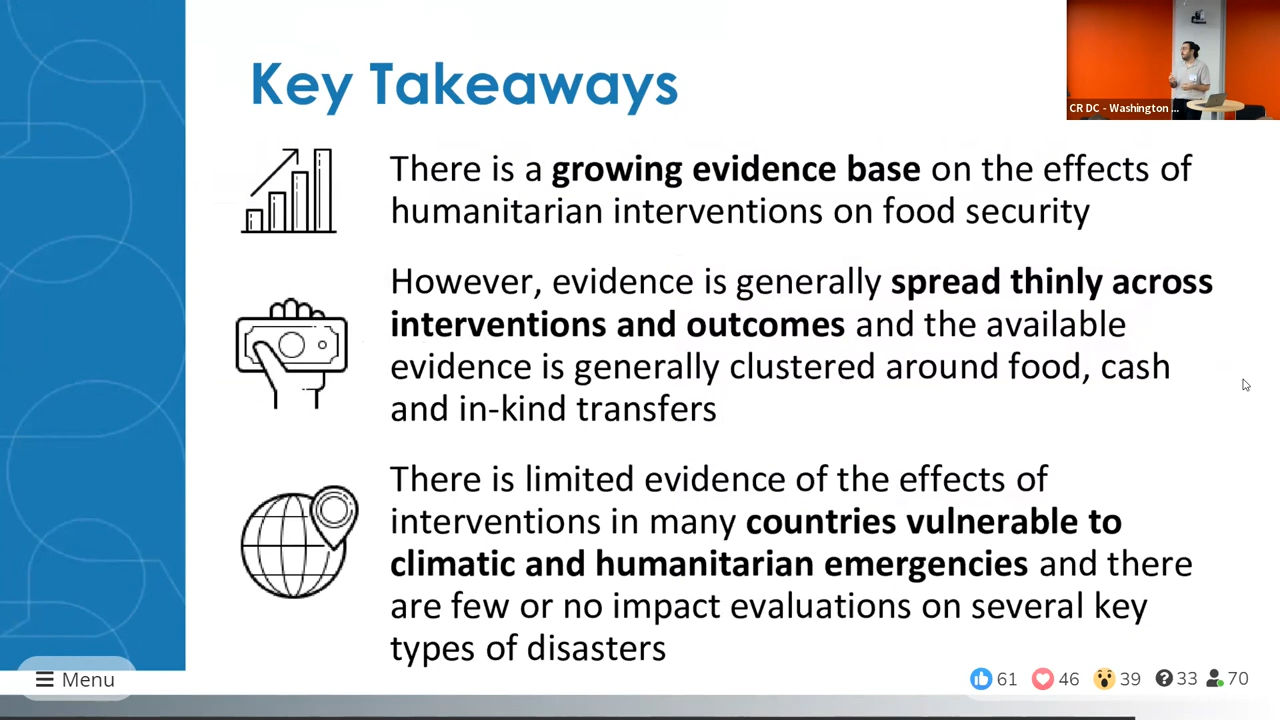 Key Takeaways
CR DC - Washington ...
There is a growing evidence base on the effects of
humanitarian interventions on food security
However, evidence is generally spread thinly across
interventions and outcomes and the available
evidence is generally clustered around food, cash
and in-kind transfers
There is limited evidence of the effects of
interventions in many countries vulnerable to
climatic and humanitarian emergencies and there
are few or no impact evaluations on several key
types of disasters
Menu
61 46 39 33 70